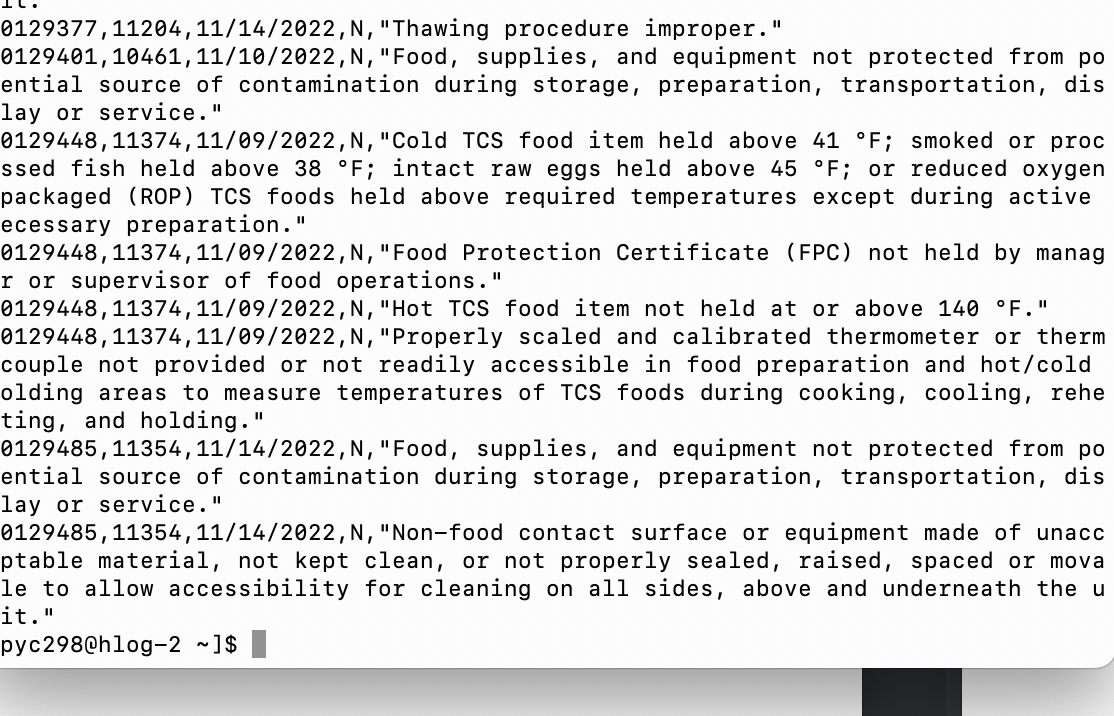 it.
0129377,11204,11/14/2022,N,"Thawing procedure improper."
0129401,10461,11/10/2022,N,"Food, supplies, and equipment not protected from po
ential source of contamination during storage, preparation, transportation, dis
lay or service."
0129448,11374,11/09/2022,N,"Cold TCS food item held above 41 °F; smoked or proc
ssed fish held above 38 °F; intact raw eggs held above 45 °F; or reduced oxygen
packaged (ROP) TCS foods held above required temperatures except during active
ecessary preparation."
0129448,11374,11/09/2022,N,"Food Protection Certificate (FPC) not held by manag
r or supervisor of food operations."
0129448,11374,11/09/2022,N,"Hot TCS food item not held at or above 140 °F."
0129448,11374,11/09/2022,N,"Properly scaled and calibrated thermometer or therm
couple not provided or not readily accessible in food preparation and hot/cold
olding areas to measure temperatures of TCS foods during cooking, cooling, rehe
ting, and holding."
0129485,11354,11/14/2022,N,"Food, supplies, and equipment not protected from po
ential source of contamination during storage, preparation, transportation, dis
lay or service."
0129485,11354,11/14/2022,N,"Non-food contact surface or equipment made of unacc
ptable material, not kept clean, or not properly sealed, raised, spaced or mova
le to allow accessibility for cleaning on all sides, above and underneath the u
it."
pyc298@hlog-2 ~]$